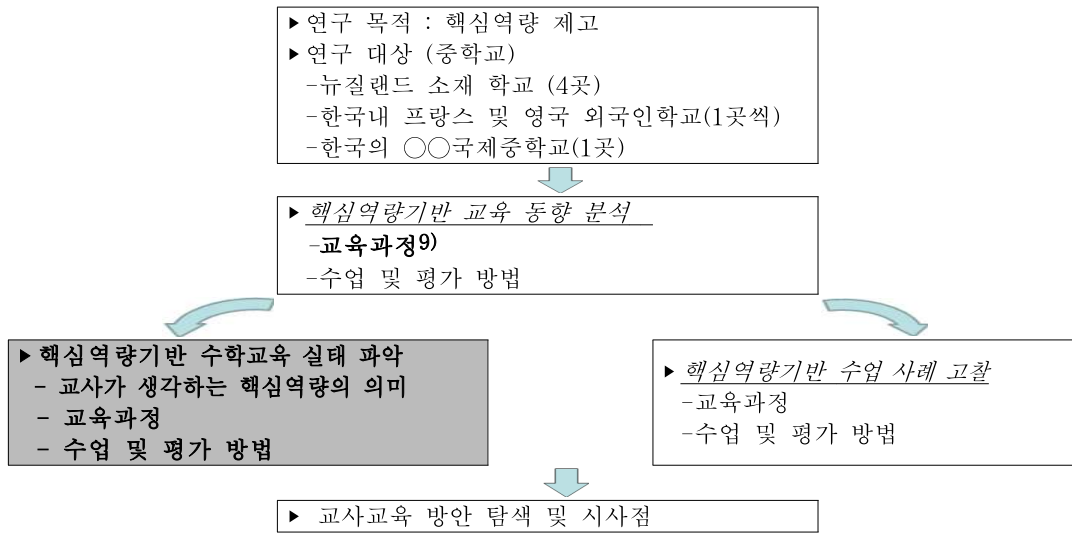 ▶연구 목적 : 핵심역량 제고
▶연구 대상 (중학교)
-뉴질랜드 소재 학교 (4곳)
-한국내 프랑스 및 영국 외국인학교(1곳씩)
-한국의 ○○국제중학교(1곳)
▶ 핵심역량기반 교육 동향 분석
-교육과정9)
-수업 및 평가 방법
▶핵심역량기반 수학교육 실태 파악
- 교사가 생각하는 핵심역량의 의미
- 교육과정
- 수업 및 평가 방법
▶ 핵심역량기반 수업 사례 고찰
-교육과정
-수업 및 평가 방법
▶ 교사교육 방안 탐색 및 시사점